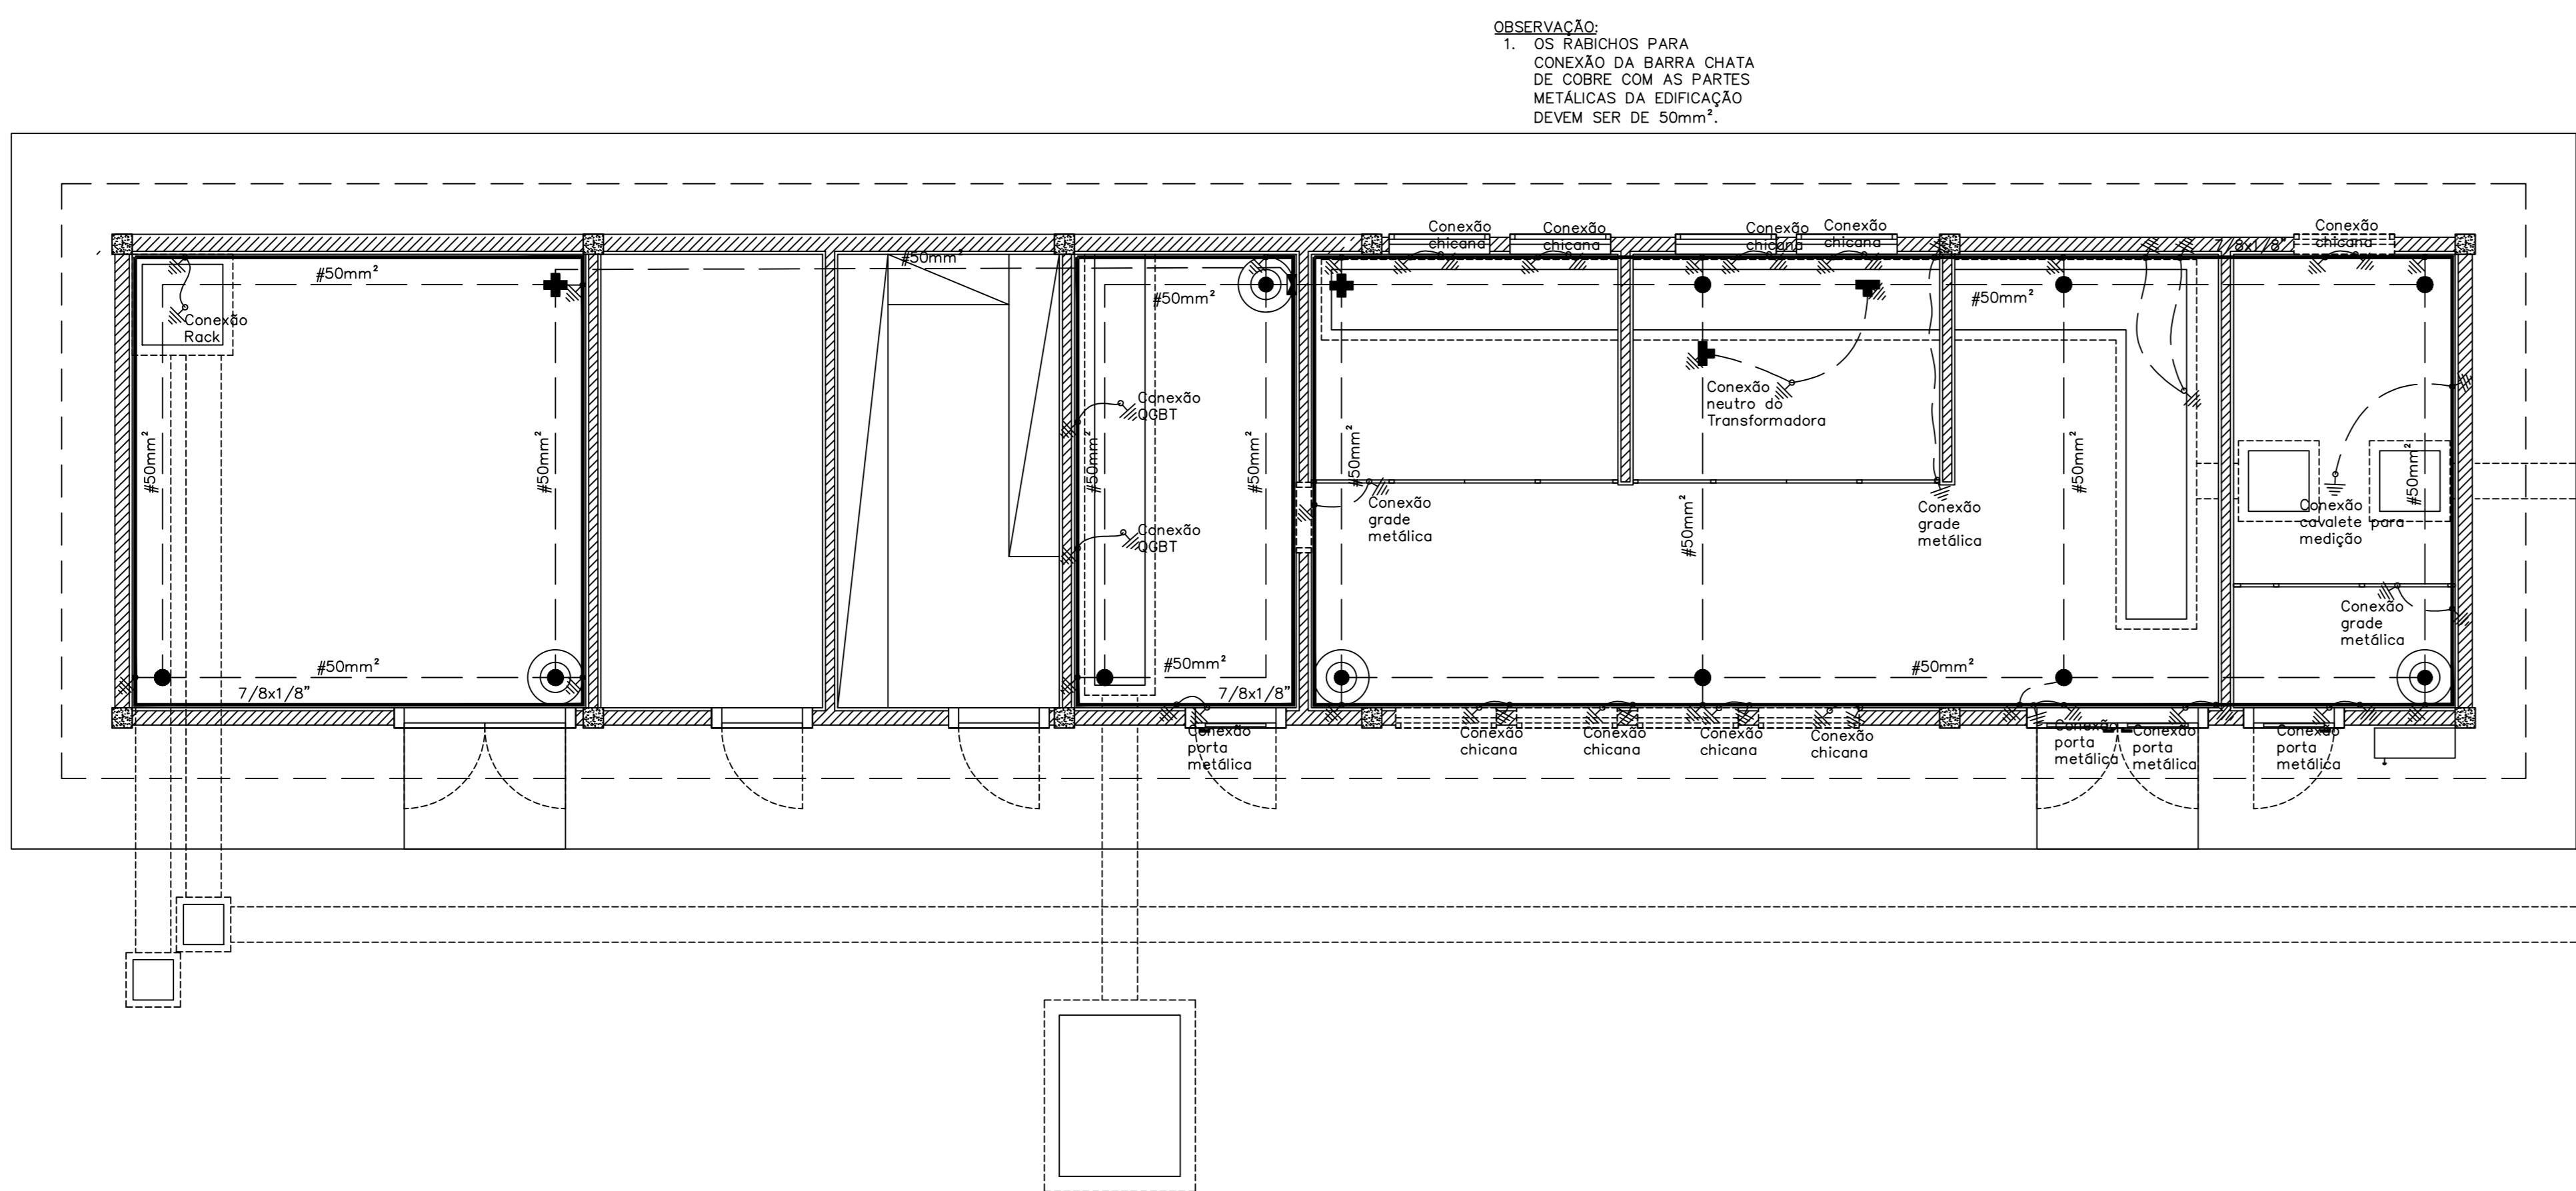 OBSERVAÇÃO:
1. OS RABICHOS PARA
CONEXÃO DA BARRA CHATA
DE COBRE COM AS PARTES
METÁLICAS DA EDIFICAÇÃO
DEVEM SER DE 50mm².
Conexão
chicana
Conexão
chicana
Conexão
chicana
Conexão
chicana
Conexão
chicana
7/8x1/8"
#50mm²
#50mm²
#50mm²
#50mm²
Conexão
Rack
Conexão
neutro do
Transformadora
Conexão
QGBT
#50mm²
#50mm²
#50mm²
#50mm²
#50mm²
#50mm²
#50mm²
#50mm²
Conexão
grade
metálica
Conexão
grade
metálica
Conexão
cavalete para
medição
Conexão
QGBT
Conexão
grade
metálica
#50mm²
#50mm²
#50mm²
7/8x1/8"
7/8x1/8"
Conexão
porta
metálica
Conexão
chicana
Conexão
chicana
Conexão
chicana
Conexão
chicana
Conexão
porta
metálica
Conexão
porta
metálica
Conexão
porta
metálica